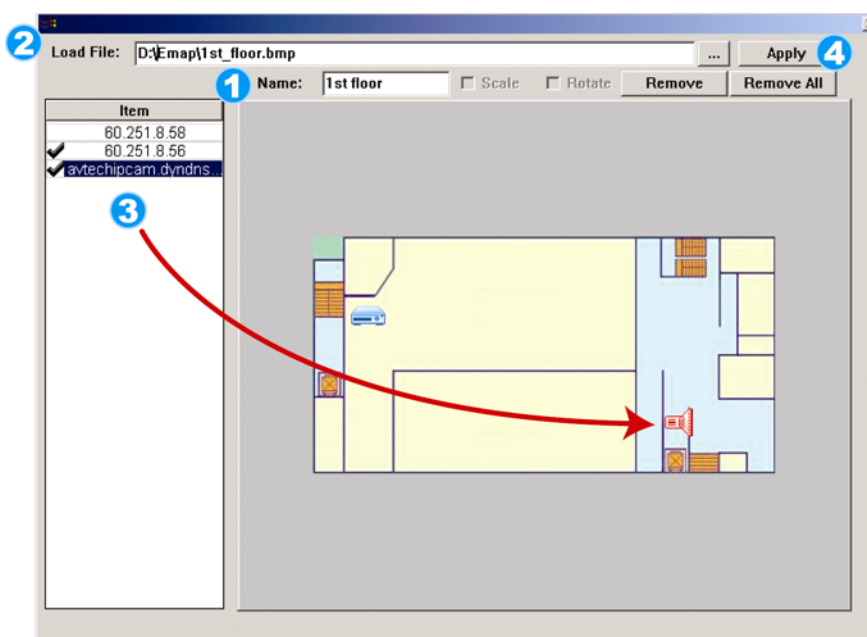 2
Load File: D:\Emap\1st_floor.bmp ... Apply 4
1 Name: 1st floor Scale Rotate Remove Remove All
Item
60.251.8.58
60.251.8.56
avtechipcam.dyndns...
3